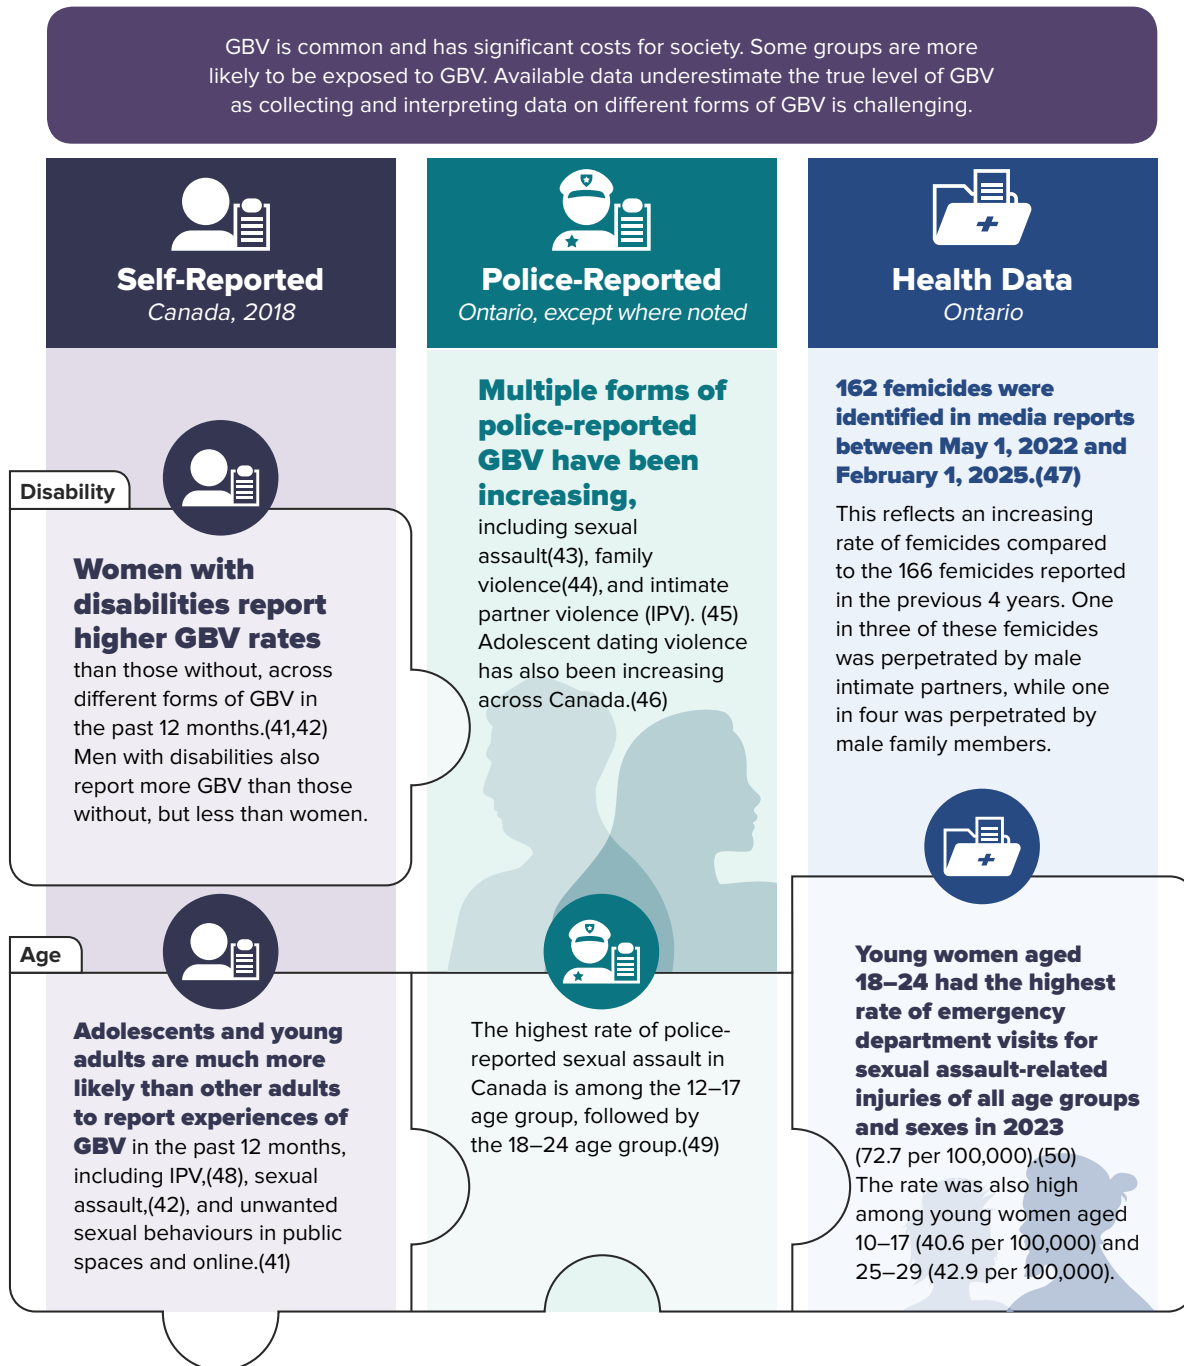 GBV is common and has significant costs for society. Some groups are more
likely to be exposed to GBV. Available data underestimate the true level of GBV
as collecting and interpreting data on different forms of GBV is challenging.
Self-Reported
Canada, 2018
Disability
Women with
disabilities report
higher GBV rates
than those without, across
different forms of GBV in
the past 12 months.(41,42)
Men with disabilities also
report more GBV than those
without, but less than women.
Age
Adolescents and young
adults are much more
likely than other adults
to report experiences of
GBV in the past 12 months,
including IPV,(48), sexual
assault,(42), and unwanted
sexual behaviours in public
spaces and online.(41)
Police-Reported
Ontario, except where noted
Multiple forms of
police-reported
GBV have been
increasing,
including sexual
assault(43), family
violence(44), and intimate
partner violence (IPV). (45)
Adolescent dating violence
has also been increasing
across Canada.(46)
The highest rate of police-
reported sexual assault in
Canada is among the 12–17
age group, followed by
the 18–24 age group.(49)
Health Data
Ontario
162 femicides were
identified in media reports
between May 1, 2022 and
February 1, 2025.(47)
This reflects an increasing
rate of femicides compared
to the 166 femicides reported
in the previous 4 years. One
in three of these femicides
was perpetrated by male
intimate partners, while one
in four was perpetrated by
male family members.
Young women aged
18–24 had the highest
rate of emergency
department visits for
sexual assault-related
injuries of all age groups
and sexes in 2023
(72.7 per 100,000).(50)
The rate was also high
among young women aged
10–17 (40.6 per 100,000) and
25–29 (42.9 per 100,000).